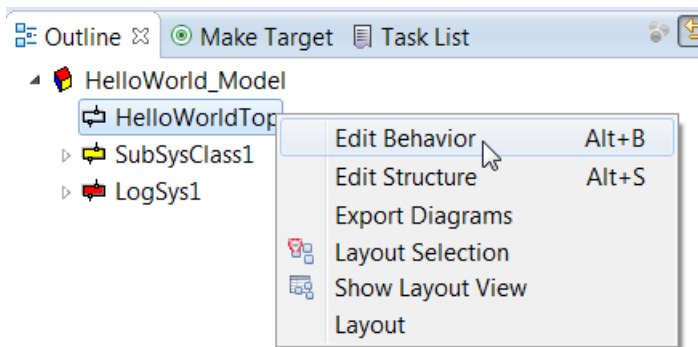 Outline Make Target Task List
HelloWorld_Model
HelloWorldTop
Edit Behavior Alt+B
SubSysClass1
Edit Structure Alt+S
LogSys1
Export Diagrams
Layout Selection
Show Layout View
Layout